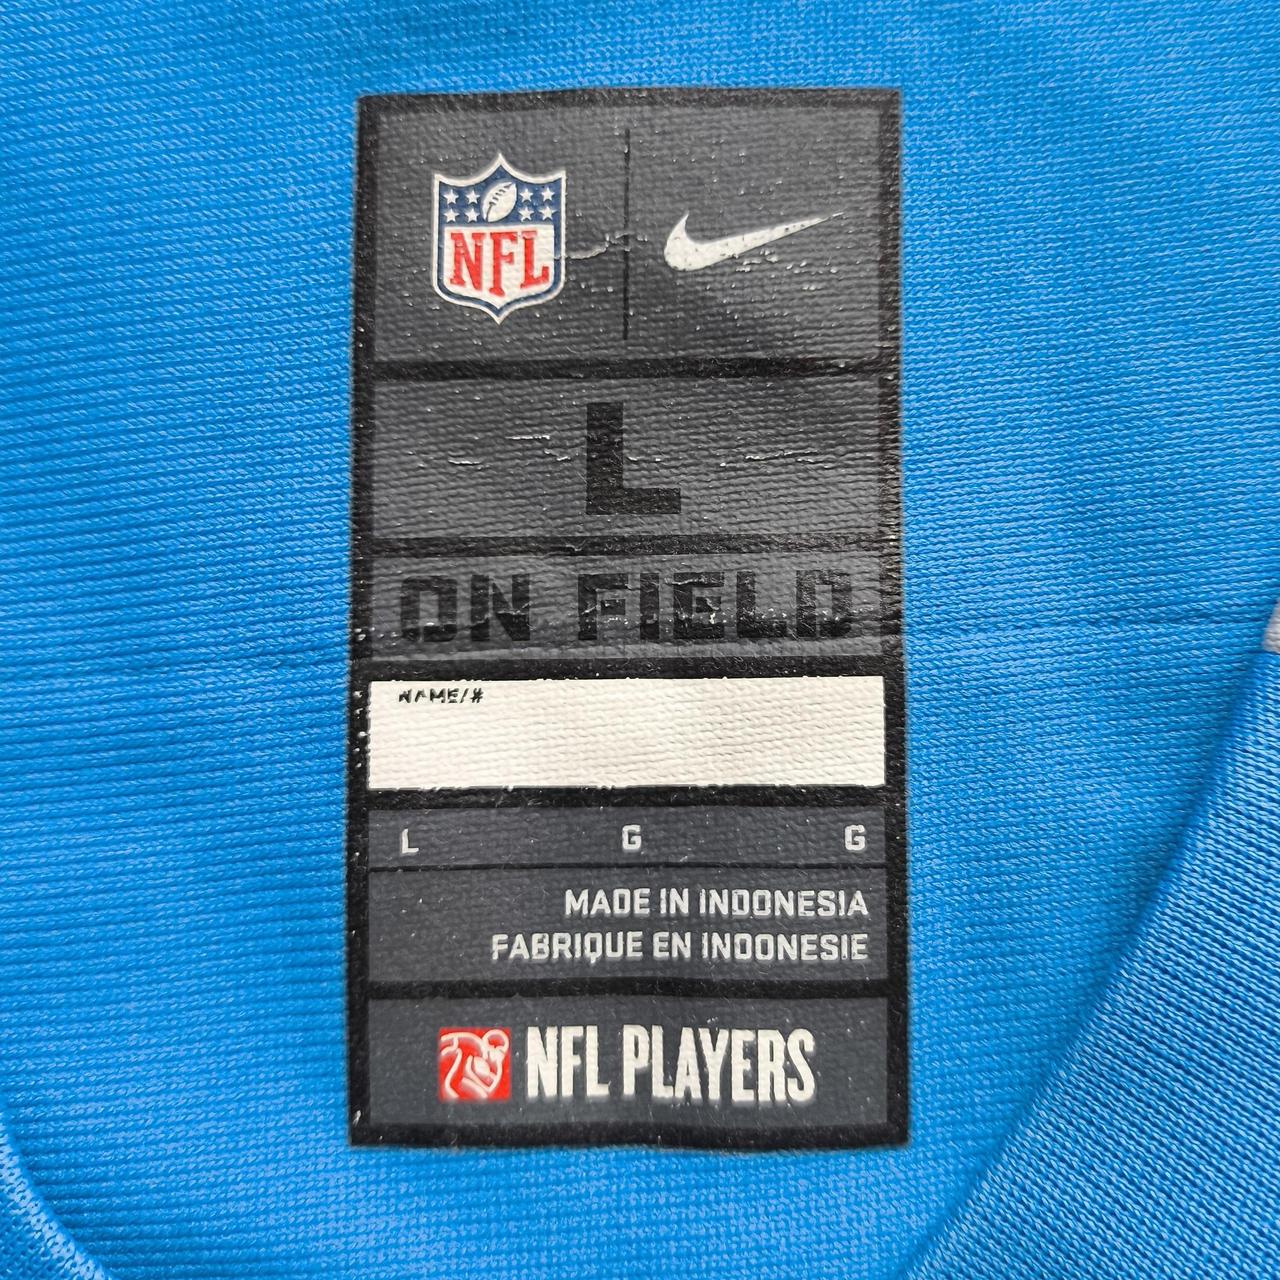 NFL
L
ON FIELD
NAME/#
L G G
MADE IN INDONESIA
FABRIQUE EN INDONESIE
NFL PLAYERS